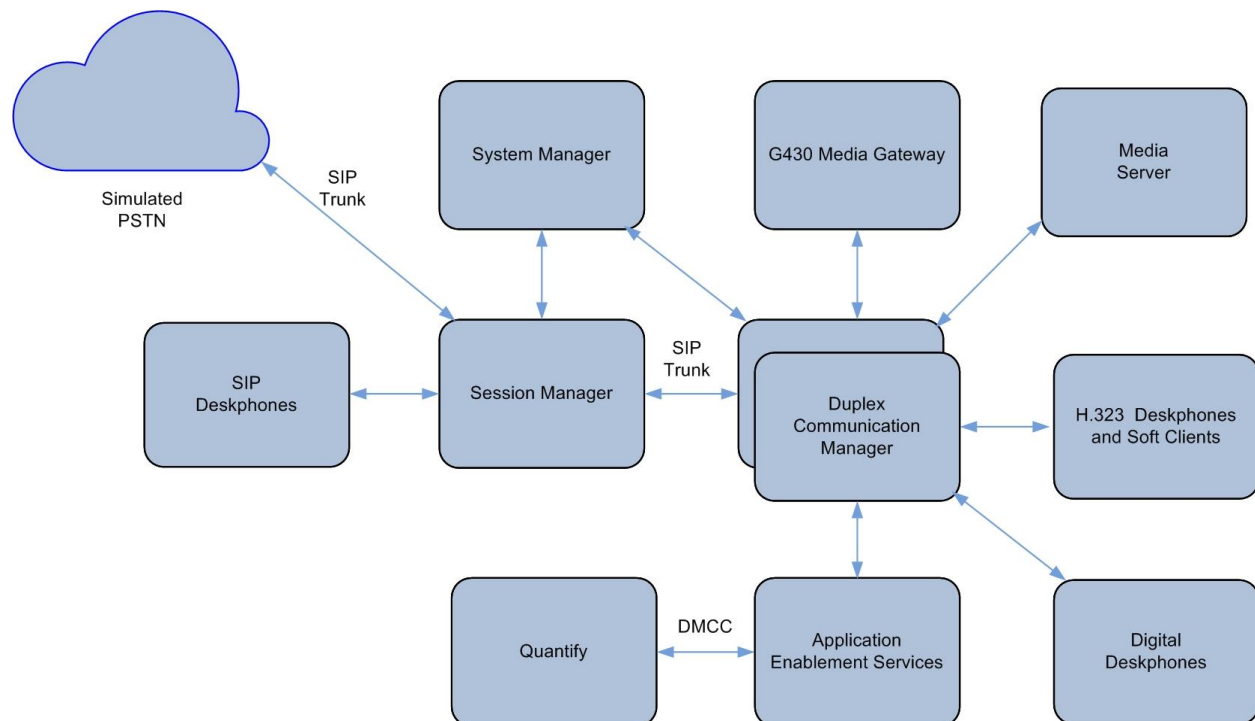 System Manager
G430 Media Gateway
Media
Server
SIP
Trunk
Simulated
PSTN
SIP
Deskphones
Session Manager
SIP
Trunk
Duplex
Communication
Manager
H.323 Deskphones
and Soft Clients
Quantify
DMCC
Application
Enablement Services
Digital
Deskphones